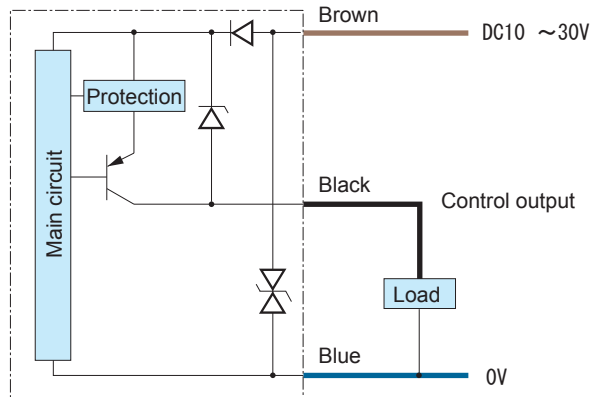 Brown
DC10 ～30V
Protection
Main circuit
Black
Control output
Load
Blue
0V